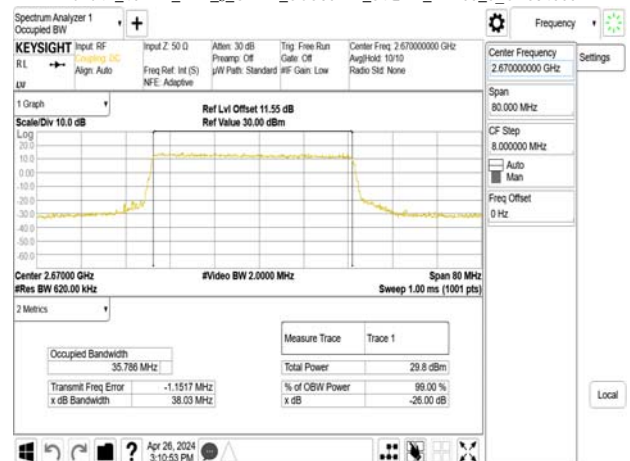 Spectrum Analyzer 1
Occupied BW
+
Frequency
KEYSIGHT
RL
Input: RF
Coupling: DC
Align: Auto
Input Z: 50 Ω
Freq Ref: Int (S)
NFE: Adaptive
Atten: 30 dB
Preamp: Off
µW Path: Standard
Trig: Free Run
Gate: Off
#IF Gain: Low
Center Freq: 2.670000000 GHz
Avg|Hold: 10/10
Radio Std: None
Center Frequency
2.670000000 GHz
Settings
Span
80.000 MHz
CF Step
8.000000 MHz
Auto
Man
Freq Offset
0 Hz
Local
1 Graph
Scale/Div 10.0 dB
Ref Lvl Offset 11.55 dB
Ref Value 30.00 dBm
Log
20.0
10.0
0.00
-10.0
-20.0
-30.0
-40.0
-50.0
-60.0
Center 2.67000 GHz
#Video BW 2.0000 MHz
Span 80 MHz
#Res BW 620.00 kHz
Sweep 1.00 ms (1001 pts)
2 Metrics
Measure Trace Trace 1
Occupied Bandwidth
35.786 MHz
Total Power 29.8 dBm
Transmit Freq Error -1.1517 MHz
% of OBW Power 99.00 %
x dB Bandwidth 38.03 MHz
x dB -26.00 dB
?
Apr 26, 2024
3:10:53 PM